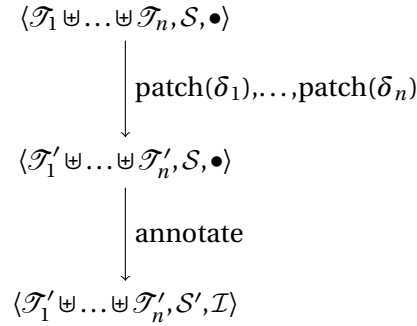 ⟨𝒯₁ ⊎ … ⊎ 𝒯ₙ, 𝒮, •⟩
patch(δ₁),…,patch(δₙ)
⟨𝒯₁′ ⊎ … ⊎ 𝒯ₙ′, 𝒮, •⟩
annotate
⟨𝒯₁′ ⊎ … ⊎ 𝒯ₙ′, 𝒮′, ℐ⟩